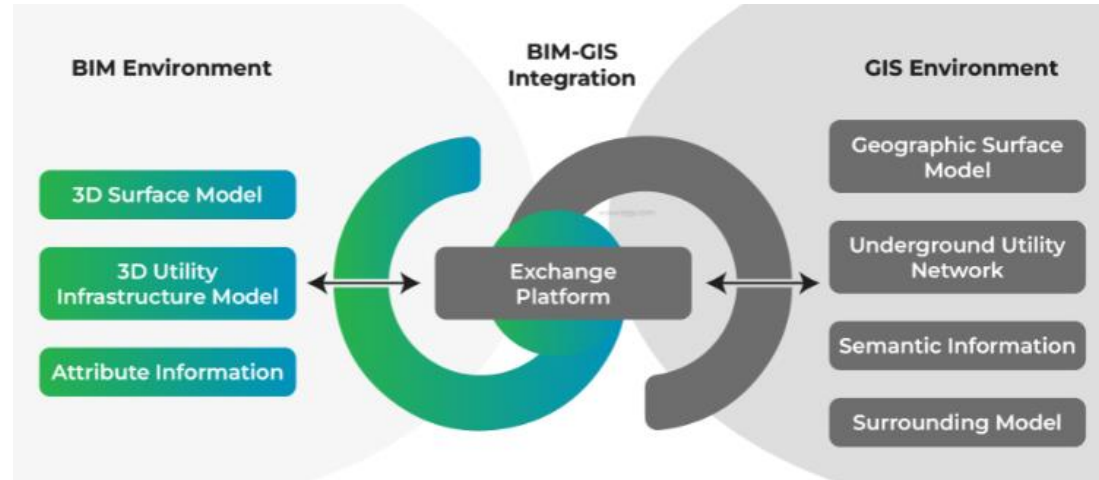 BIM Environment
BIM-GIS
Integration
GIS Environment
3D Surface Model
3D Utility
Infrastructure Model
Attribute Information
Exchange
Platform
Geographic Surface
Model
Underground Utility
Network
Semantic Information
Surrounding Model